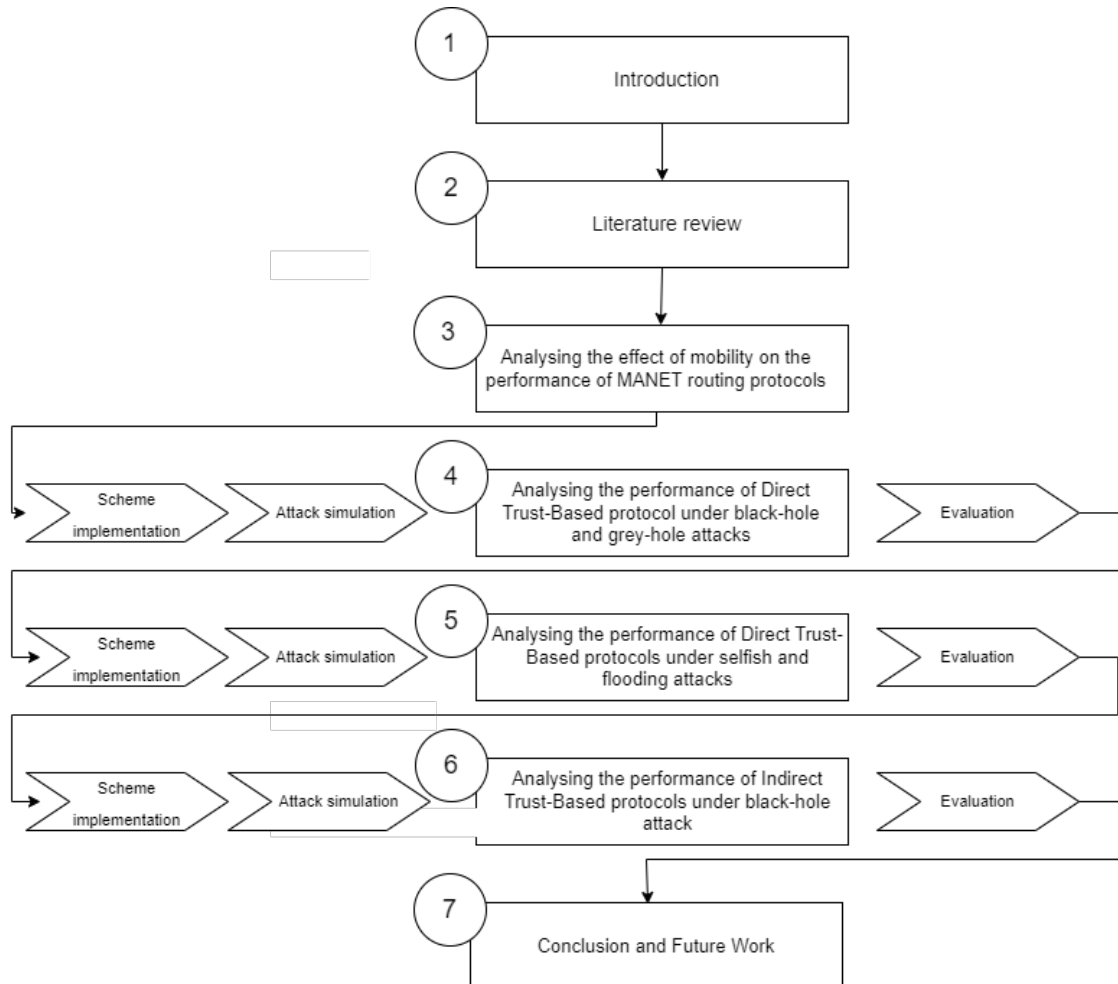 1
Introduction
2
Literature review
3
Analysing the effect of mobility on the
performance of MANET routing protocols
Scheme
implementation
Attack simulation
4
Analysing the performance of Direct
Trust-Based protocol under black-hole
and grey-hole attacks
Evaluation
Scheme
implementation
Attack simulation
5
Analysing the performance of Direct Trust-
Based protocols under selfish and
flooding attacks
Evaluation
Scheme
implementation
Attack simulation
6
Analysing the performance of Indirect
Trust-Based protocols under black-hole
attack
Evaluation
7
Conclusion and Future Work